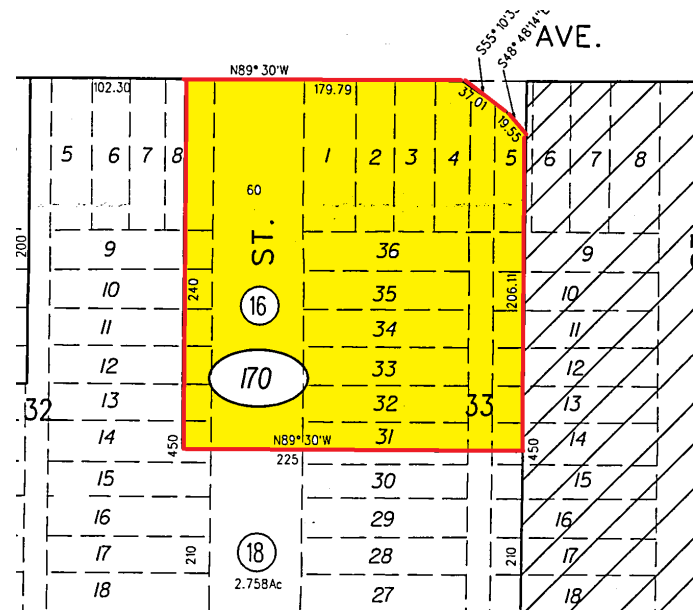 AVE.
S55° 10'3
S48° 48'14"E
N89° 30'W
102.30
179.79
37.01
19.55
5 6 7 8 1 2 3 4 5 6 7 8
60
ST.
200'
9 36 9
240
206.11
10 35 10
16
11 34 11
12 170 33 12
32 13 32 33 13
14 N89° 30'W 31 14
450 225 450
15 30 15
16 29 16
17 210 18 28 210 17
2.758Ac
18 27 18